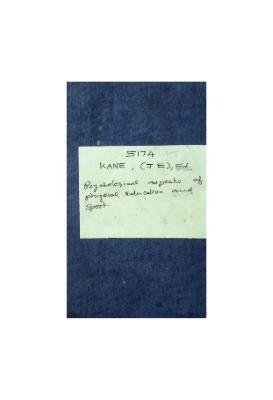 5174
KANE, (J E), Ed.
Psychological aspects of
physical Education and
Sport.